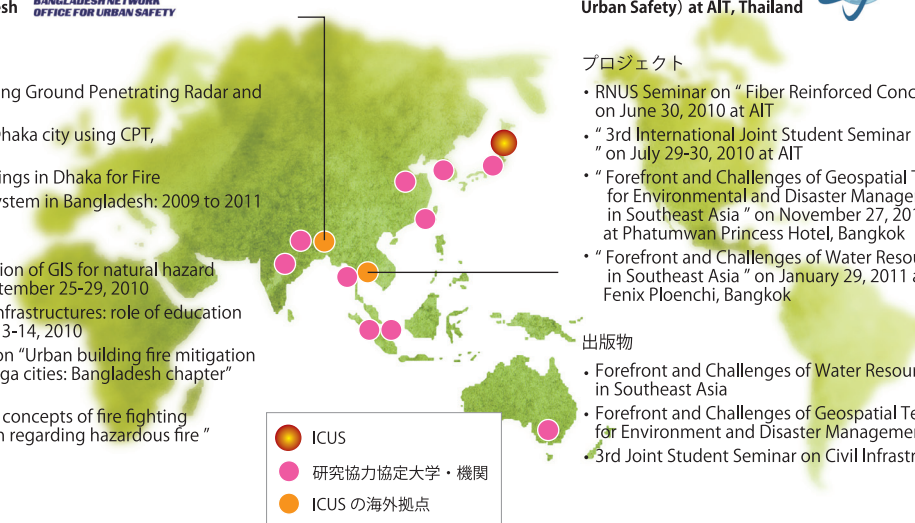 esh
BANGLADESH NETWORK
OFFICE FOR URBAN SAFETY
ng Ground Penetrating Radar and
haka city using CPT,
ings in Dhaka for Fire
ystem in Bangladesh: 2009 to 2011
ion of GIS for natural hazard
tember 25-29, 2010
nfrastructures: role of education
3-14, 2010
on “Urban building fire mitigation
ga cities: Bangladesh chapter”
concepts of fire fighting
n regarding hazardous fire ”
Urban Safety) at AIT, Thailand
プロジェクト
• RNUS Seminar on “ Fiber Reinforced Conc
on June 30, 2010 at AIT
• “ 3rd International Joint Student Seminar
” on July 29-30, 2010 at AIT
• “ Forefront and Challenges of Geospatial T
for Environmental and Disaster Manage
in Southeast Asia ” on November 27, 201
at Phatumwan Princess Hotel, Bangkok
• “ Forefront and Challenges of Water Resou
in Southeast Asia ” on January 29, 2011 a
Fenix Ploenchi, Bangkok
出版物
• Forefront and Challenges of Water Resour
in Southeast Asia
• Forefront and Challenges of Geospatial Te
for Environment and Disaster Managemen
• 3rd Joint Student Seminar on Civil Infrastr
ICUS
研究協力協定大学・機関
ICUS の海外拠点